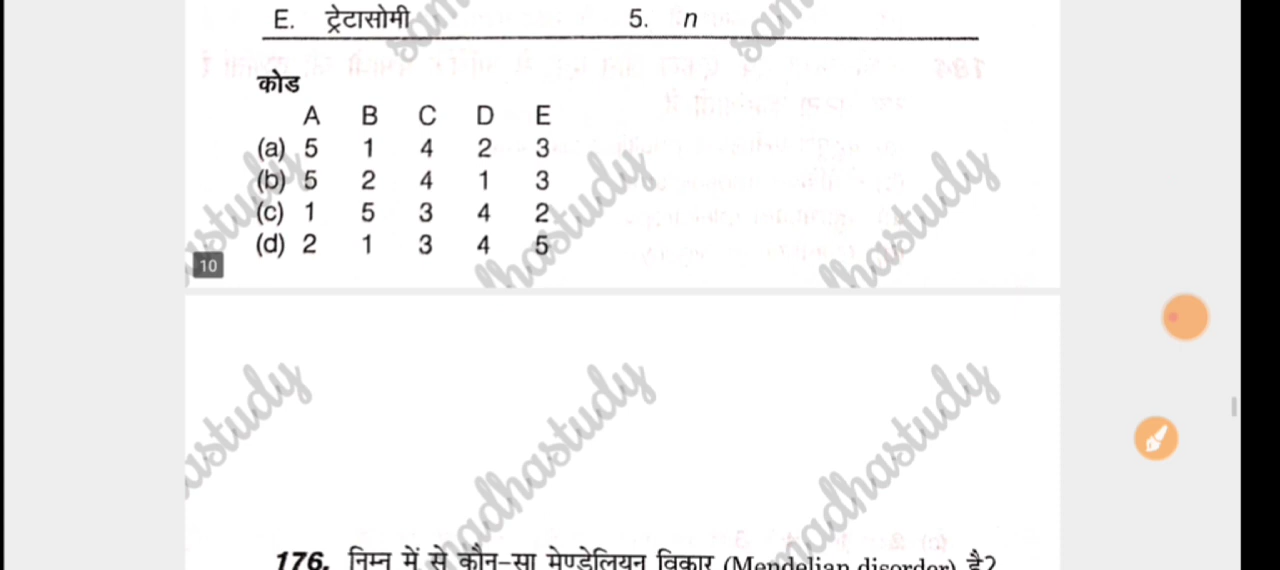 E. ट्रेटासोमी 5. n
कोड
A B C D E
(a) 5 1 4 2 3
(b) 5 2 4 1 3
(c) 1 5 3 4 2
(d) 2 1 3 4 5
10
176. निम्न में से कौन-सा मेण्डेलियन विकार (Mendelian disorder) है?